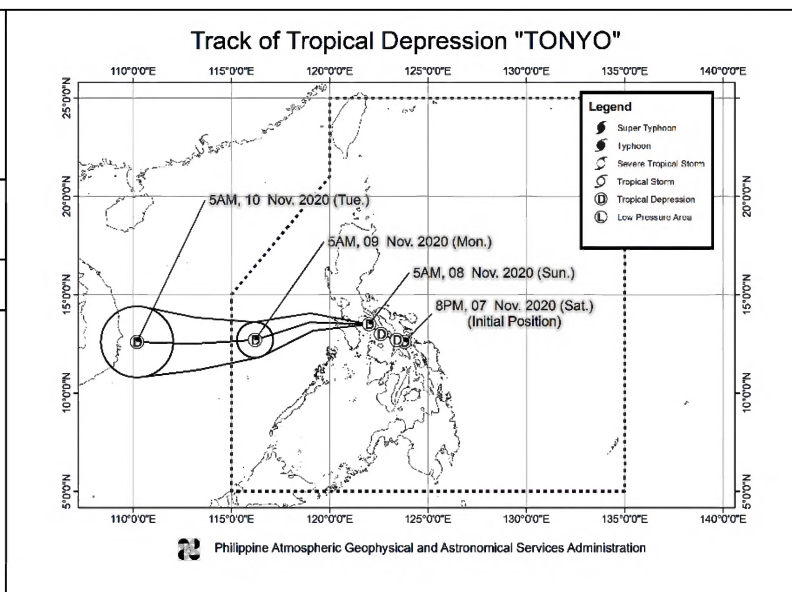 Track of Tropical Depression "TONYO"
110°0'0"E 115°0'0"E 120°0'0"E 125°0'0"E 130°0'0"E 135°0'0"E 140°0'0"E
25°0'0"N
25°0'0"N
Legend
Super Typhoon
Typhoon
Severe Tropical Storm
Tropical Storm
D Tropical Depression
L Low Pressure Area
20°0'0"N
20°0'0"N
5AM, 10 Nov. 2020 (Tue.)
5AM, 09 Nov. 2020 (Mon.)
5AM, 08 Nov. 2020 (Sun.)
8PM, 07 Nov. 2020 (Sat.)
(Initial Position)
15°0'0"N
15°0'0"N
D D D
10°0'0"N
10°0'0"N
5°0'0"N
5°0'0"N
110°0'0"E 115°0'0"E 120°0'0"E 125°0'0"E 130°0'0"E 135°0'0"E 140°0'0"E
Philippine Atmospheric Geophysical and Astronomical Services Administration